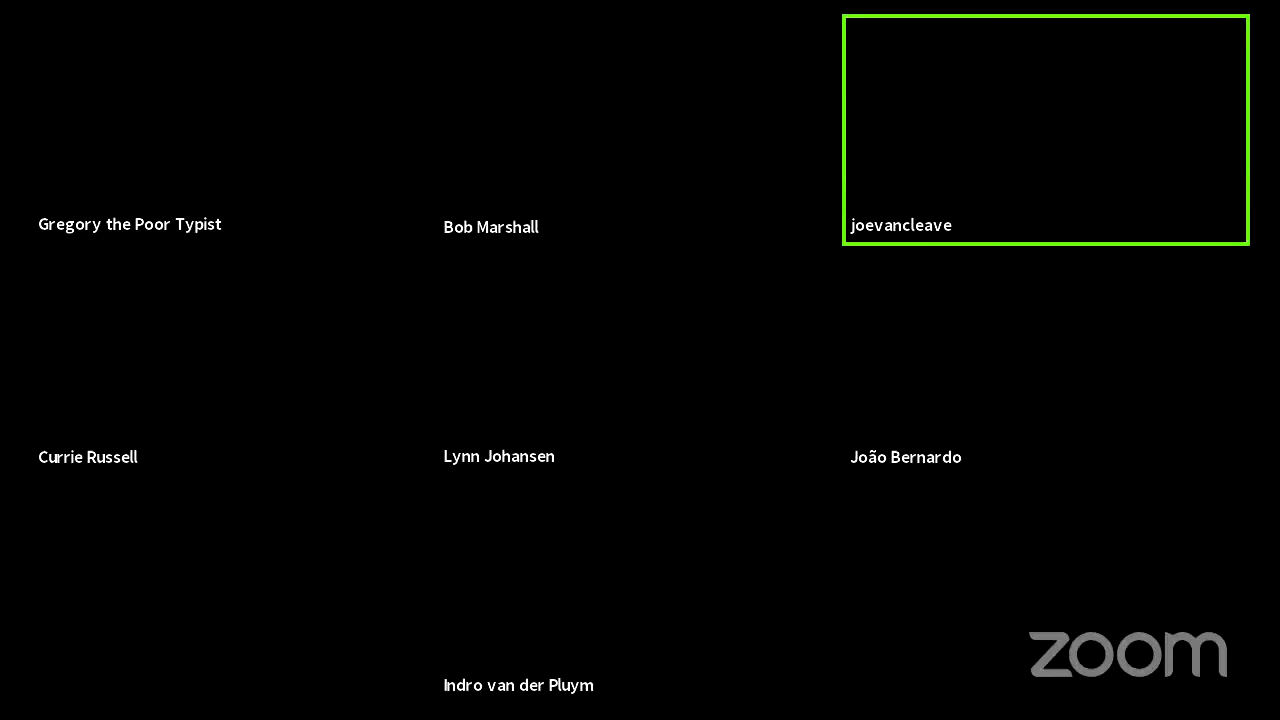 Gregory the Poor Typist
Bob Marshall
joevancleave
Currie Russell
Lynn Johansen
João Bernardo
Indro van der Pluym
zoom